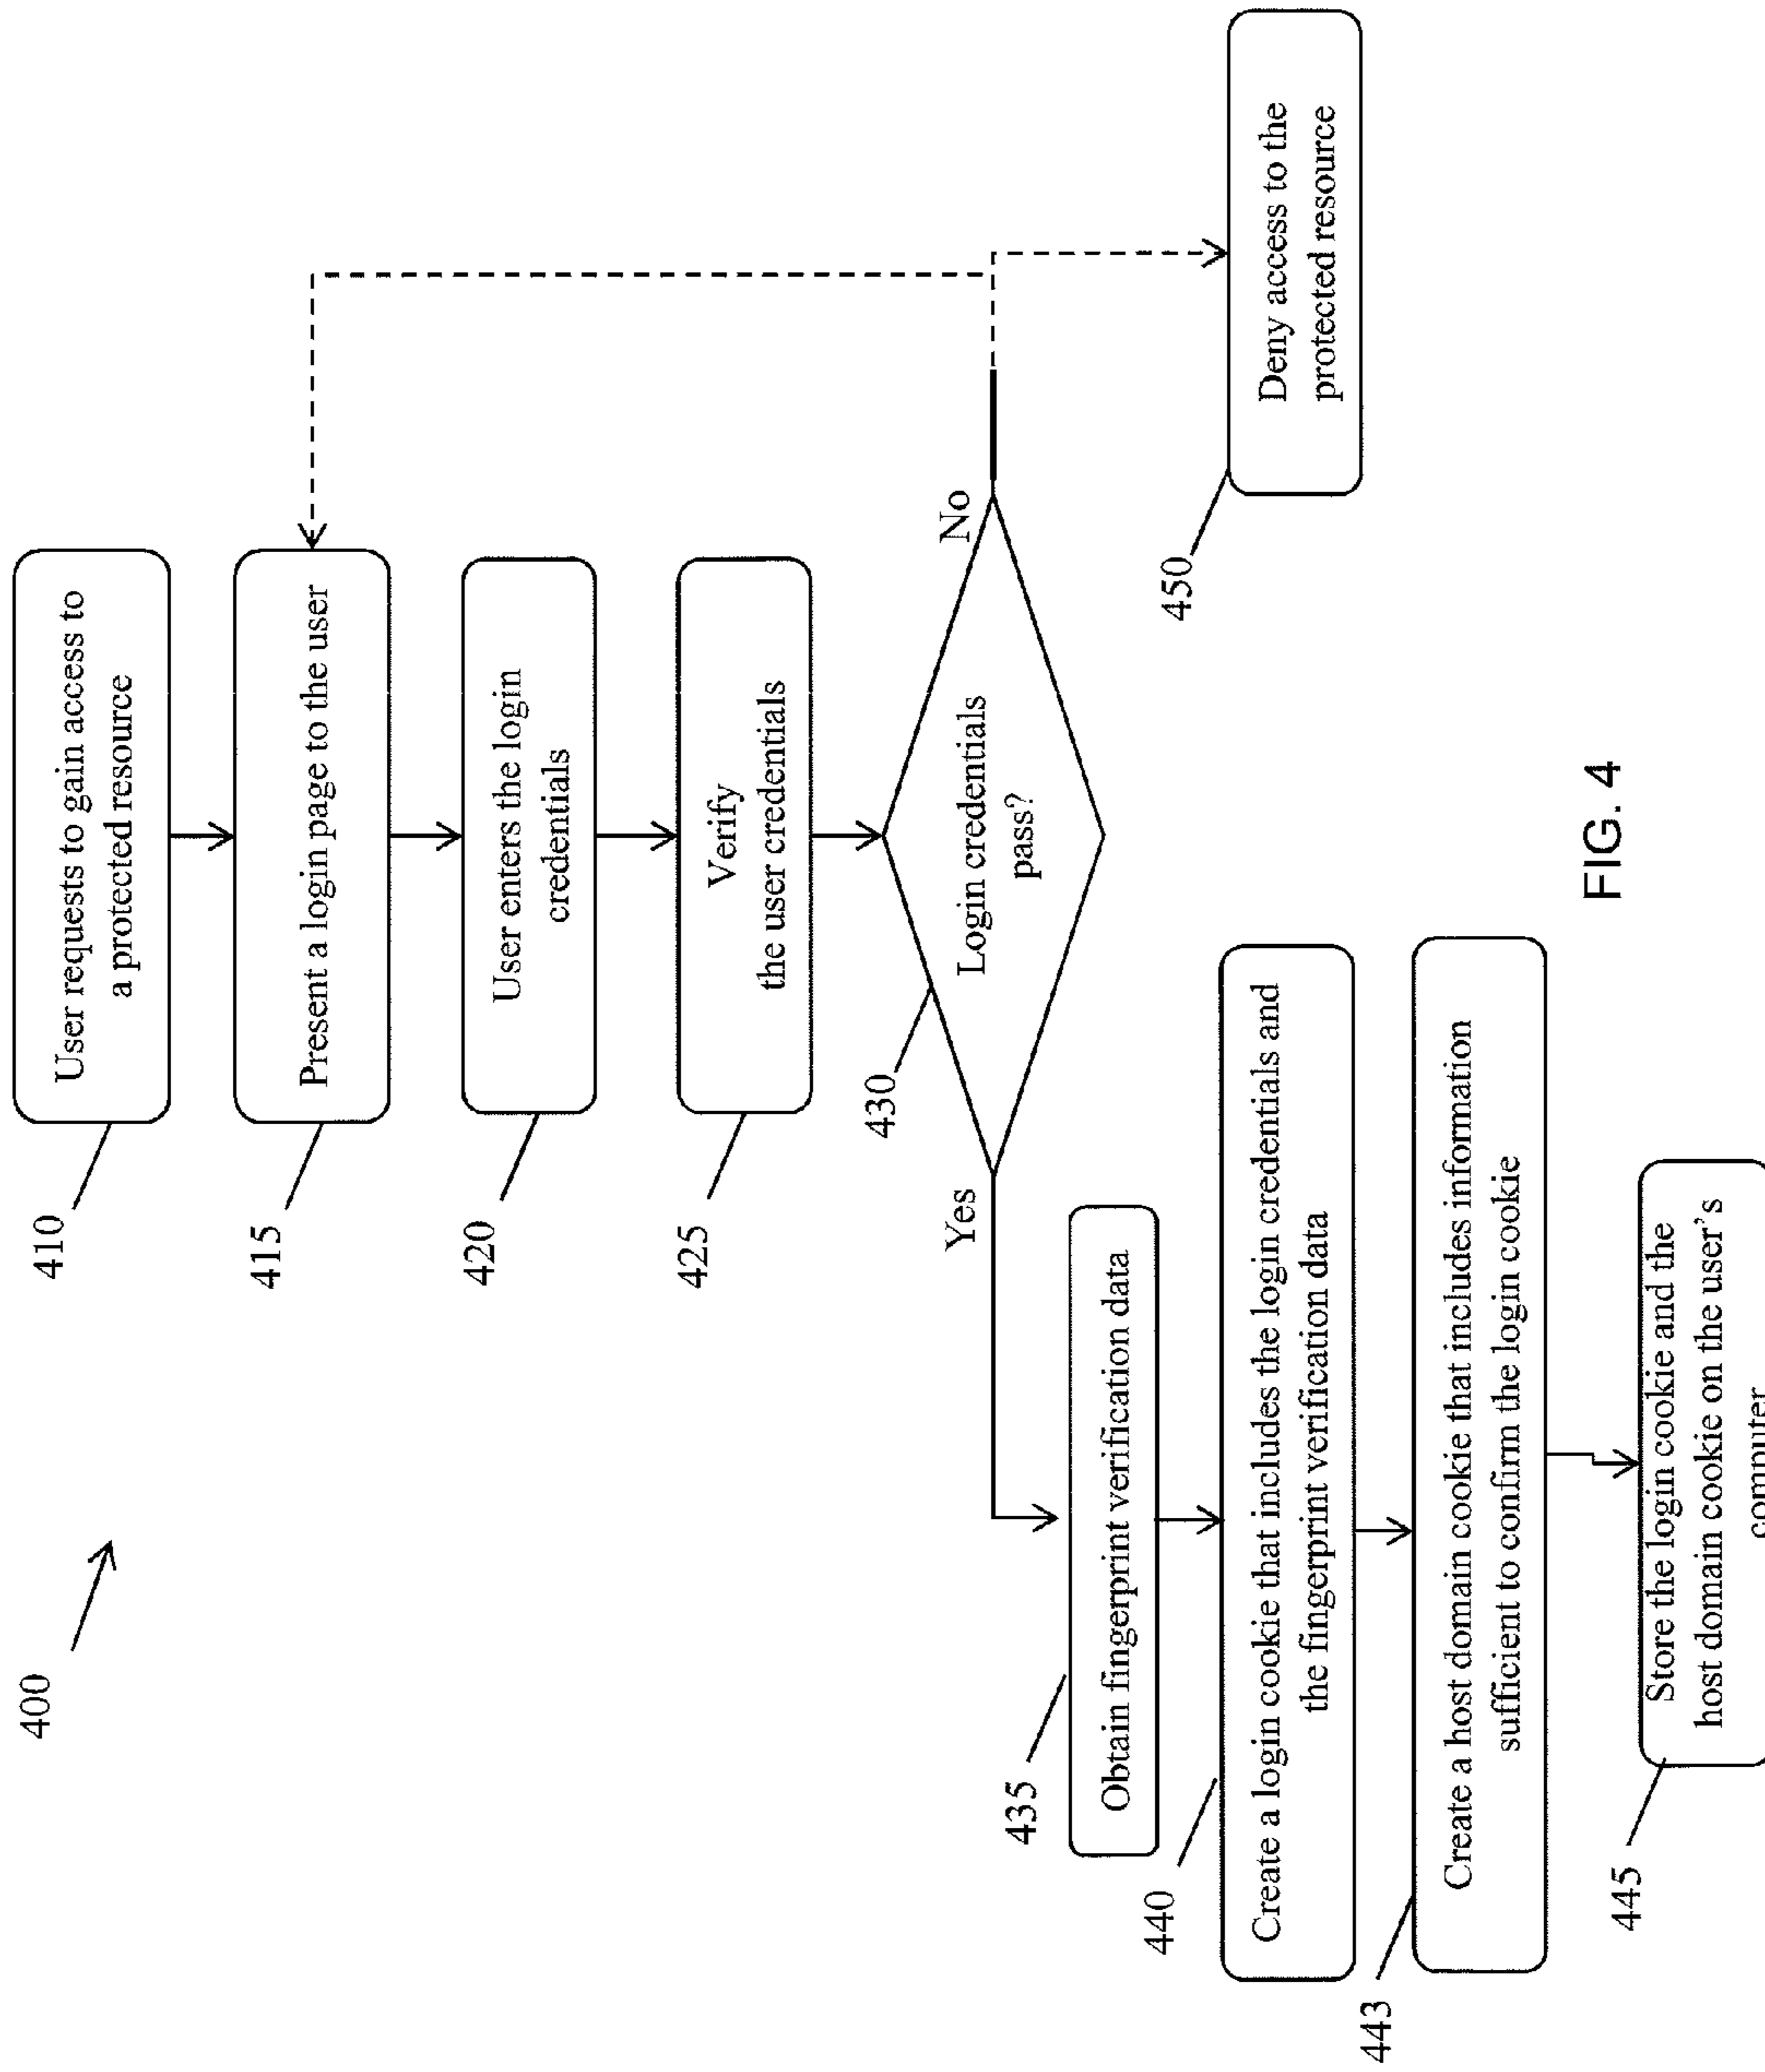 400
410
User requests to gain access to
a protected resource
415
Present a login page to the user
420
User enters the login
credentials
425
Verify
the user credentials
430
Login credentials
pass?
Yes
No
435
Obtain fingerprint verification data
440
Create a login cookie that includes the login credentials and
the fingerprint verification data
443
Create a host domain cookie that includes information
sufficient to confirm the login cookie
445
Store the login cookie and the
host domain cookie on the user's
computer
450
Deny access to the
protected resource
FIG. 4